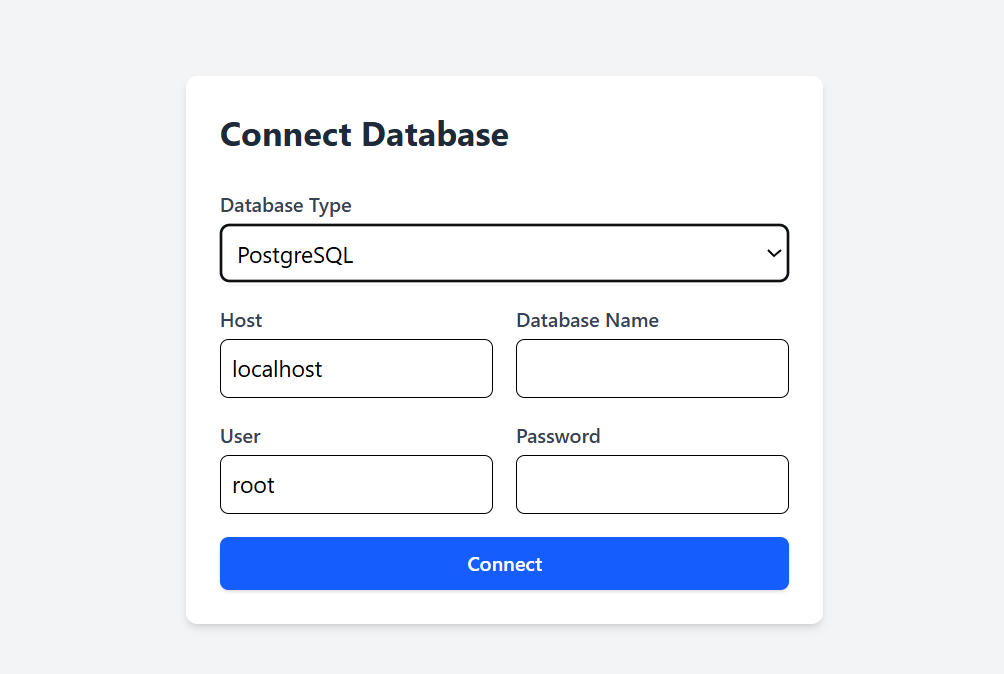 Connect Database
Database Type
PostgreSQL
Host
Database Name
localhost
User
Password
root
Connect